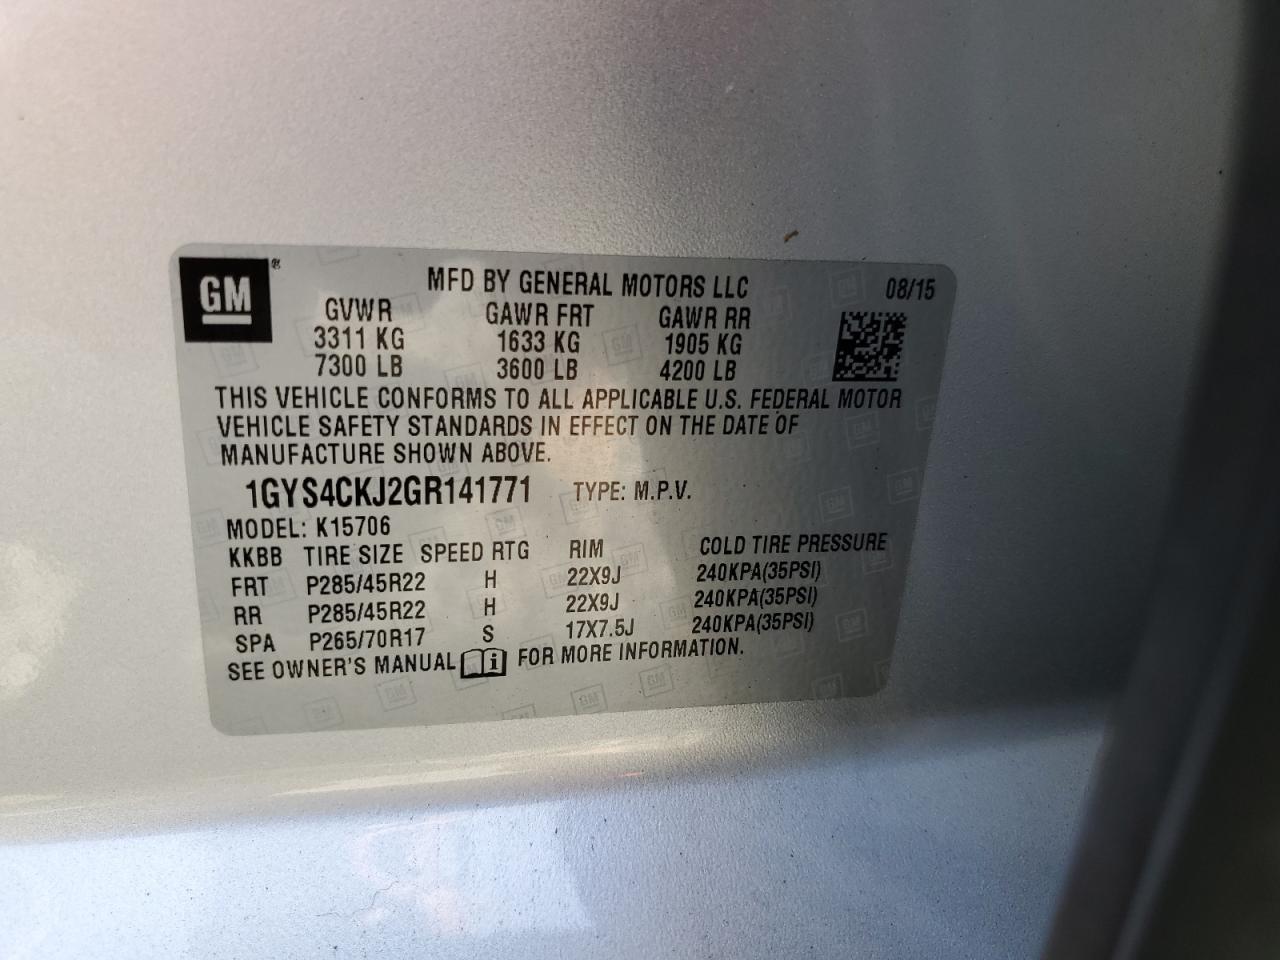 GM ®
MFD BY GENERAL MOTORS LLC 08/15
GVWR GAWR FRT GAWR RR
3311 KG 1633 KG 1905 KG
7300 LB 3600 LB 4200 LB
THIS VEHICLE CONFORMS TO ALL APPLICABLE U.S. FEDERAL MOTOR
VEHICLE SAFETY STANDARDS IN EFFECT ON THE DATE OF
MANUFACTURE SHOWN ABOVE.
1GYS4CKJ2GR141771 TYPE: M.P.V.
MODEL: K15706
KKBB TIRE SIZE SPEED RTG RIM COLD TIRE PRESSURE
FRT P285/45R22 H 22X9J 240KPA(35PSI)
RR P285/45R22 H 22X9J 240KPA(35PSI)
SPA P265/70R17 S 17X7.5J 240KPA(35PSI)
SEE OWNER'S MANUAL i FOR MORE INFORMATION.